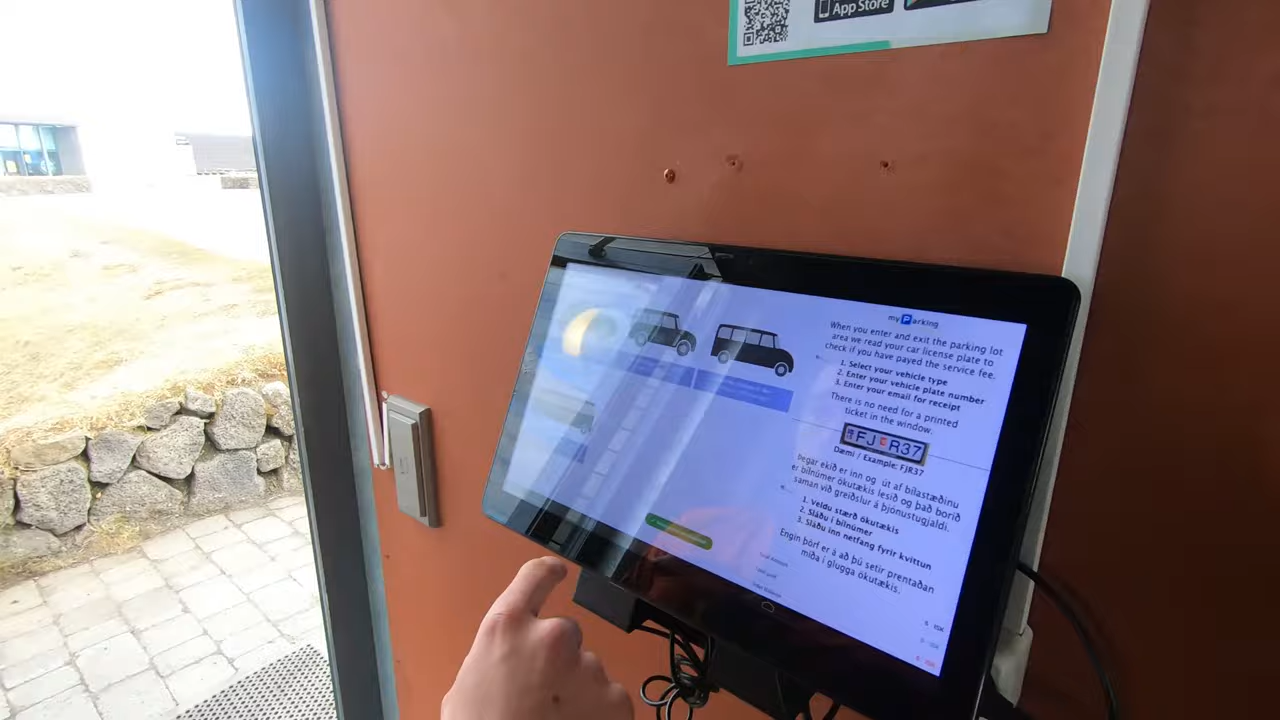 App Store
myParking
When you enter and exit the parking lot
area we read your car license plate to
check if you have payed the service fee.
1. Select your vehicle type
2. Enter your vehicle plate number
3. Enter your email for receipt
There is no need for a printed
ticket in the window.
FJ R37
Dæmi / Example: FJR37
Þegar ekið er inn og út af bílastæðinu
er bílnúmer ökutækis lesið og það borið
saman við greiðslur á þjónustugjaldi.
1. Veldu stærð ökutækis
2. Sláðu í bílnúmer
3. Sláðu inn netfang fyrir kvittun
Engin þörf er á að þú setir prentaðan
miða í glugga ökutækis.